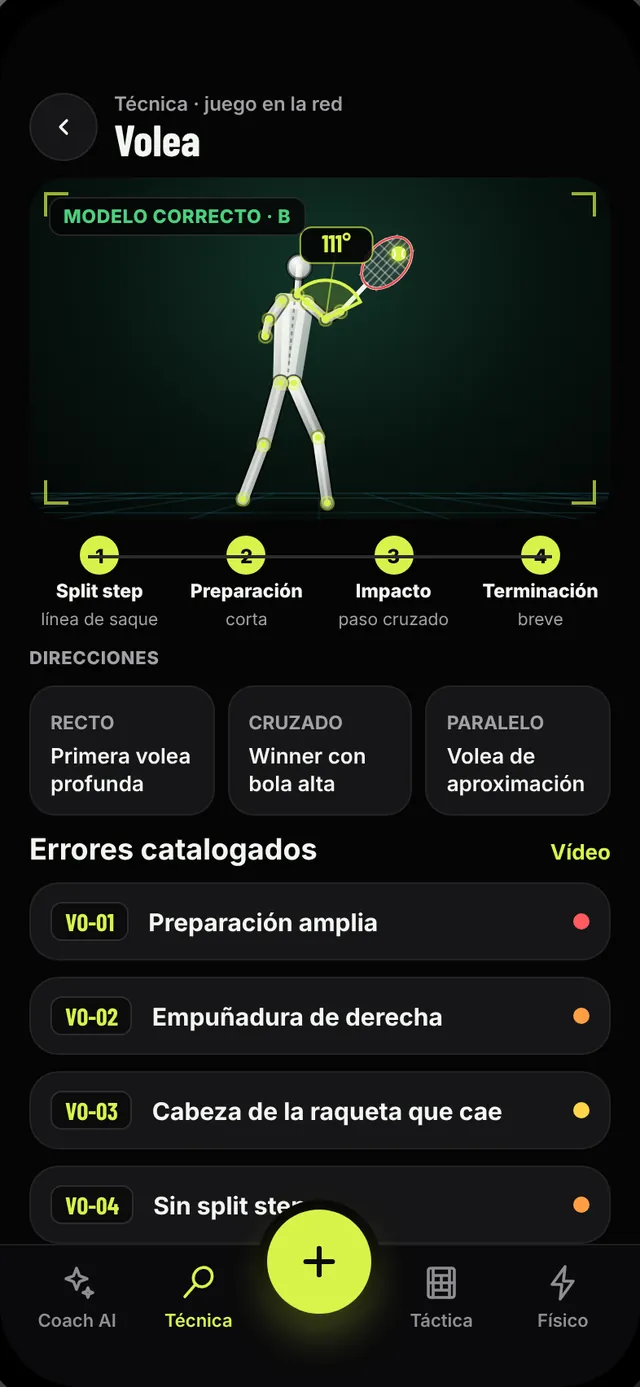 Técnica · juego en la red
Volea
MODELO CORRECTO · B
111°
1 2 3 4
Split step Preparación Impacto Terminación
línea de saque corta paso cruzado breve
DIRECCIONES
RECTO
Primera volea
profunda
CRUZADO
Winner con
bola alta
PARALELO
Volea de
aproximación
Errores catalogados Vídeo
VO-01 Preparación amplia
VO-02 Empuñadura de derecha
VO-03 Cabeza de la raqueta que cae
VO-04 Sin split step
+
Coach AI Técnica Táctica Físico